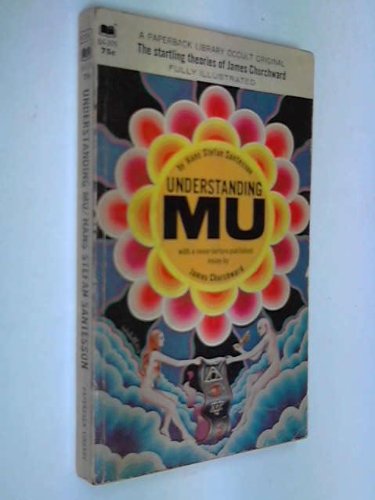 A PAPERBACK LIBRARY OCCULT ORIGINAL
The startling theories of James Churchward
FULLY ILLUSTRATED
by Hans Stefan Santesson
UNDERSTANDING
MU
with a never before published
essay by
James Churchward
75c
UNDERSTANDING MU/HANS STEFAN SANTESSON
PAPERBACK LIBRARY